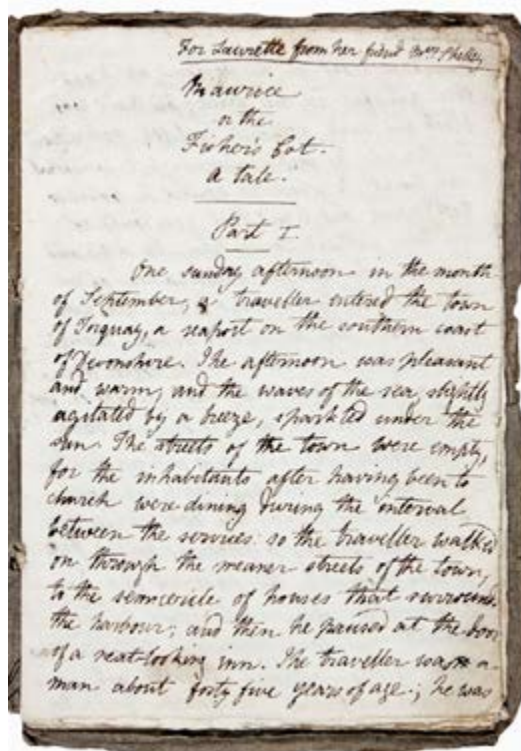 For Laurette from her friend Mrs. Shelley
Maurice
or the
Fisher's Cot.
A tale.
Part I.
One sunday afternoon in the month
of September, a traveller entered the town
of Torquay, a seaport on the southern coast
of Devonshire. The afternoon was pleasant
and warm, and the waves of the sea, slightly
agitated by a breeze, sparkled under the
sun. The streets of the town were empty,
for the inhabitants after having been to
church were dining during the interval
between the services: so the traveller walked
on through the meaner streets of the town,
to the semicircle of houses that surrounds
the harbour; and then he paused at the door
of a neat-looking inn. The traveller was a
man about forty five years of age; he was